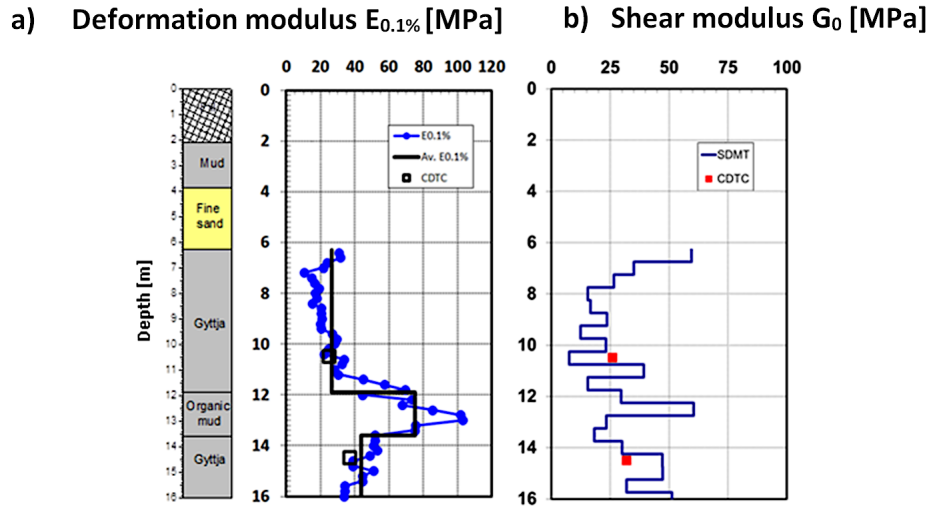 a) Deformation modulus E0.1% [MPa]
b) Shear modulus G0 [MPa]
0 20 40 60 80 100 120
0 25 50 75 100
Depth [m]
0
1
2
3
4
5
6
7
8
9
10
11
12
13
14
15
16
Mud
Fine
sand
Gyttja
Organic
mud
Gyttja
0
2
4
6
8
10
12
14
16
E0.1%
Av. E0.1%
CDTC
0
2
4
6
8
10
12
14
16
SDMT
CDTC